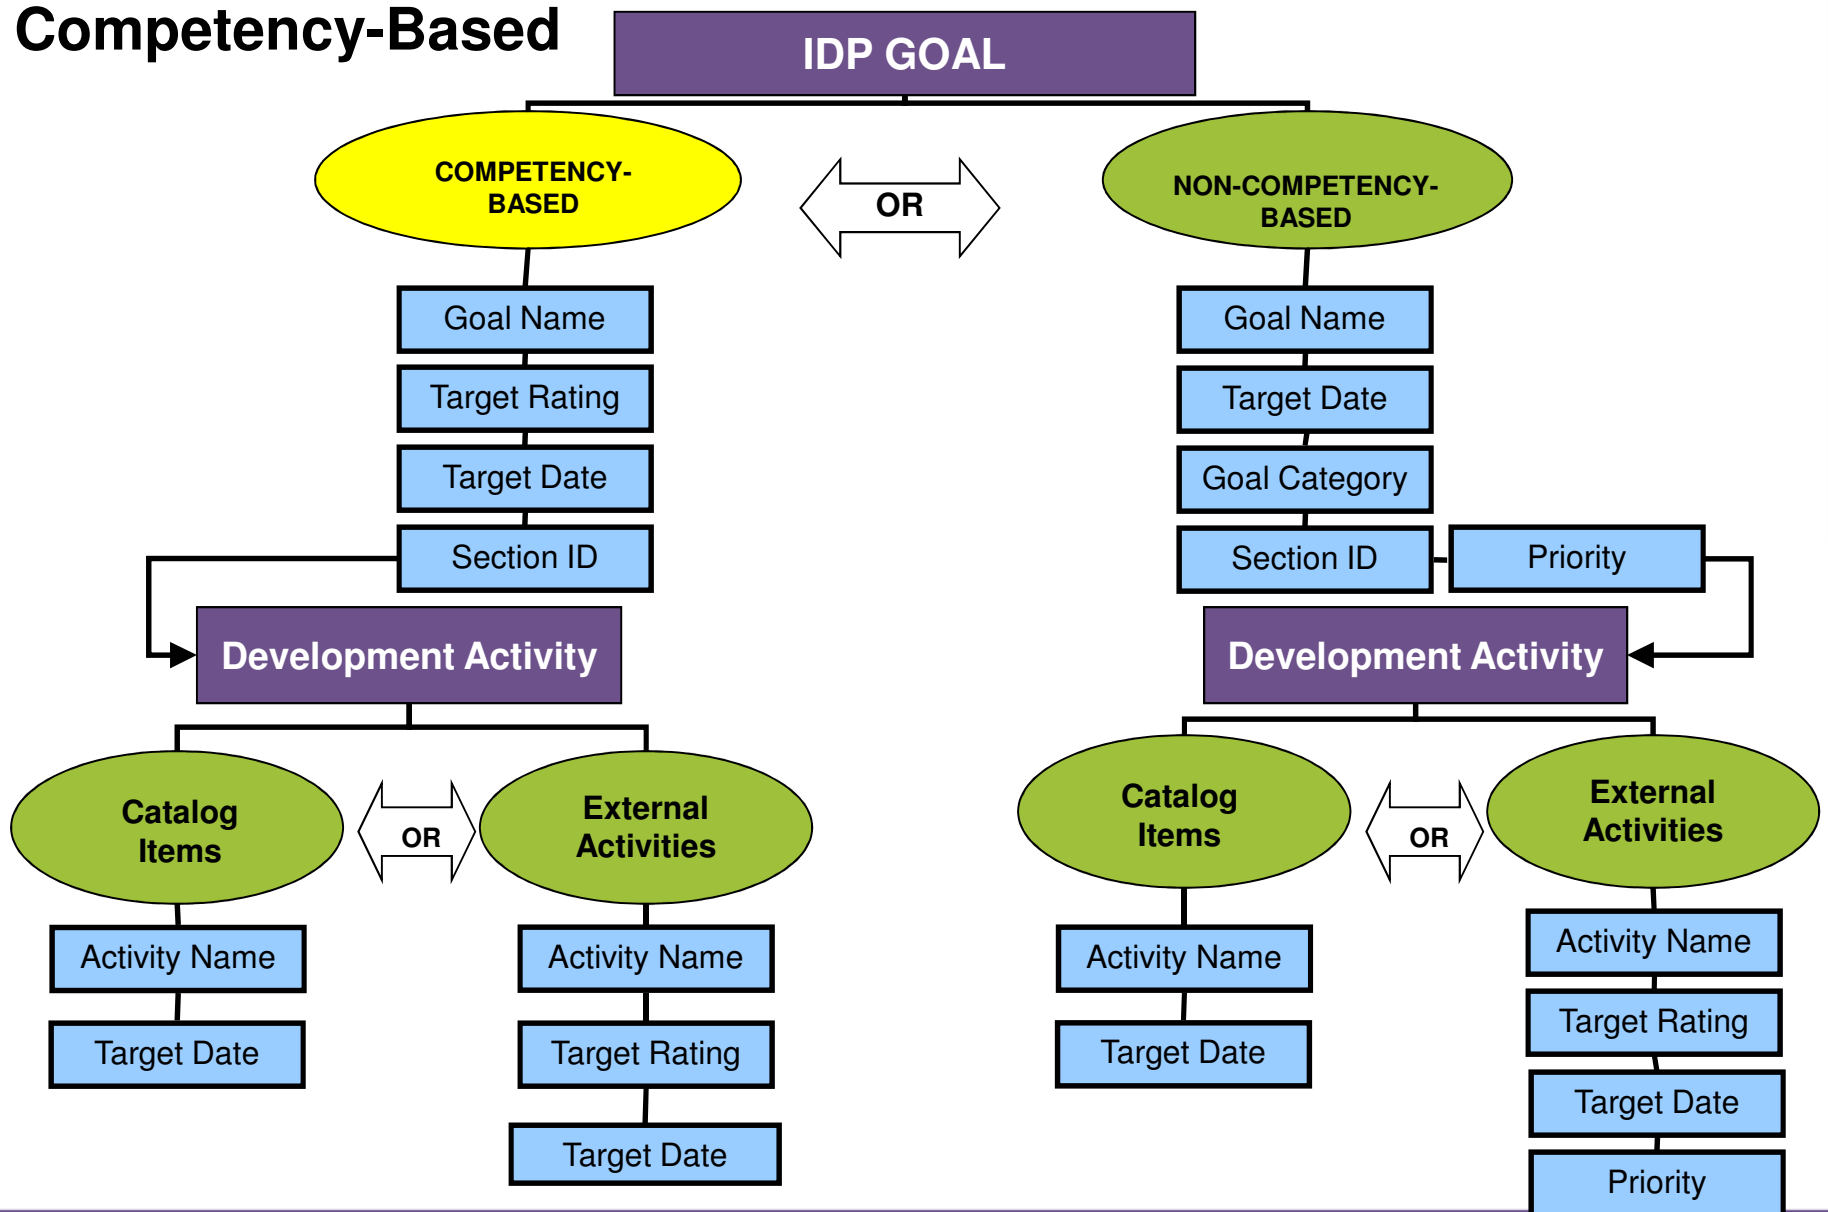 Competency-Based
IDP GOAL
COMPETENCY-
BASED
OR
NON-COMPETENCY-
BASED
Goal Name
Target Rating
Target Date
Section ID
Goal Name
Target Date
Goal Category
Section ID
Priority
Development Activity
Catalog
Items
OR
External
Activities
Activity Name
Target Date
Activity Name
Target Rating
Target Date
Development Activity
Catalog
Items
OR
External
Activities
Activity Name
Target Date
Activity Name
Target Rating
Target Date
Priority